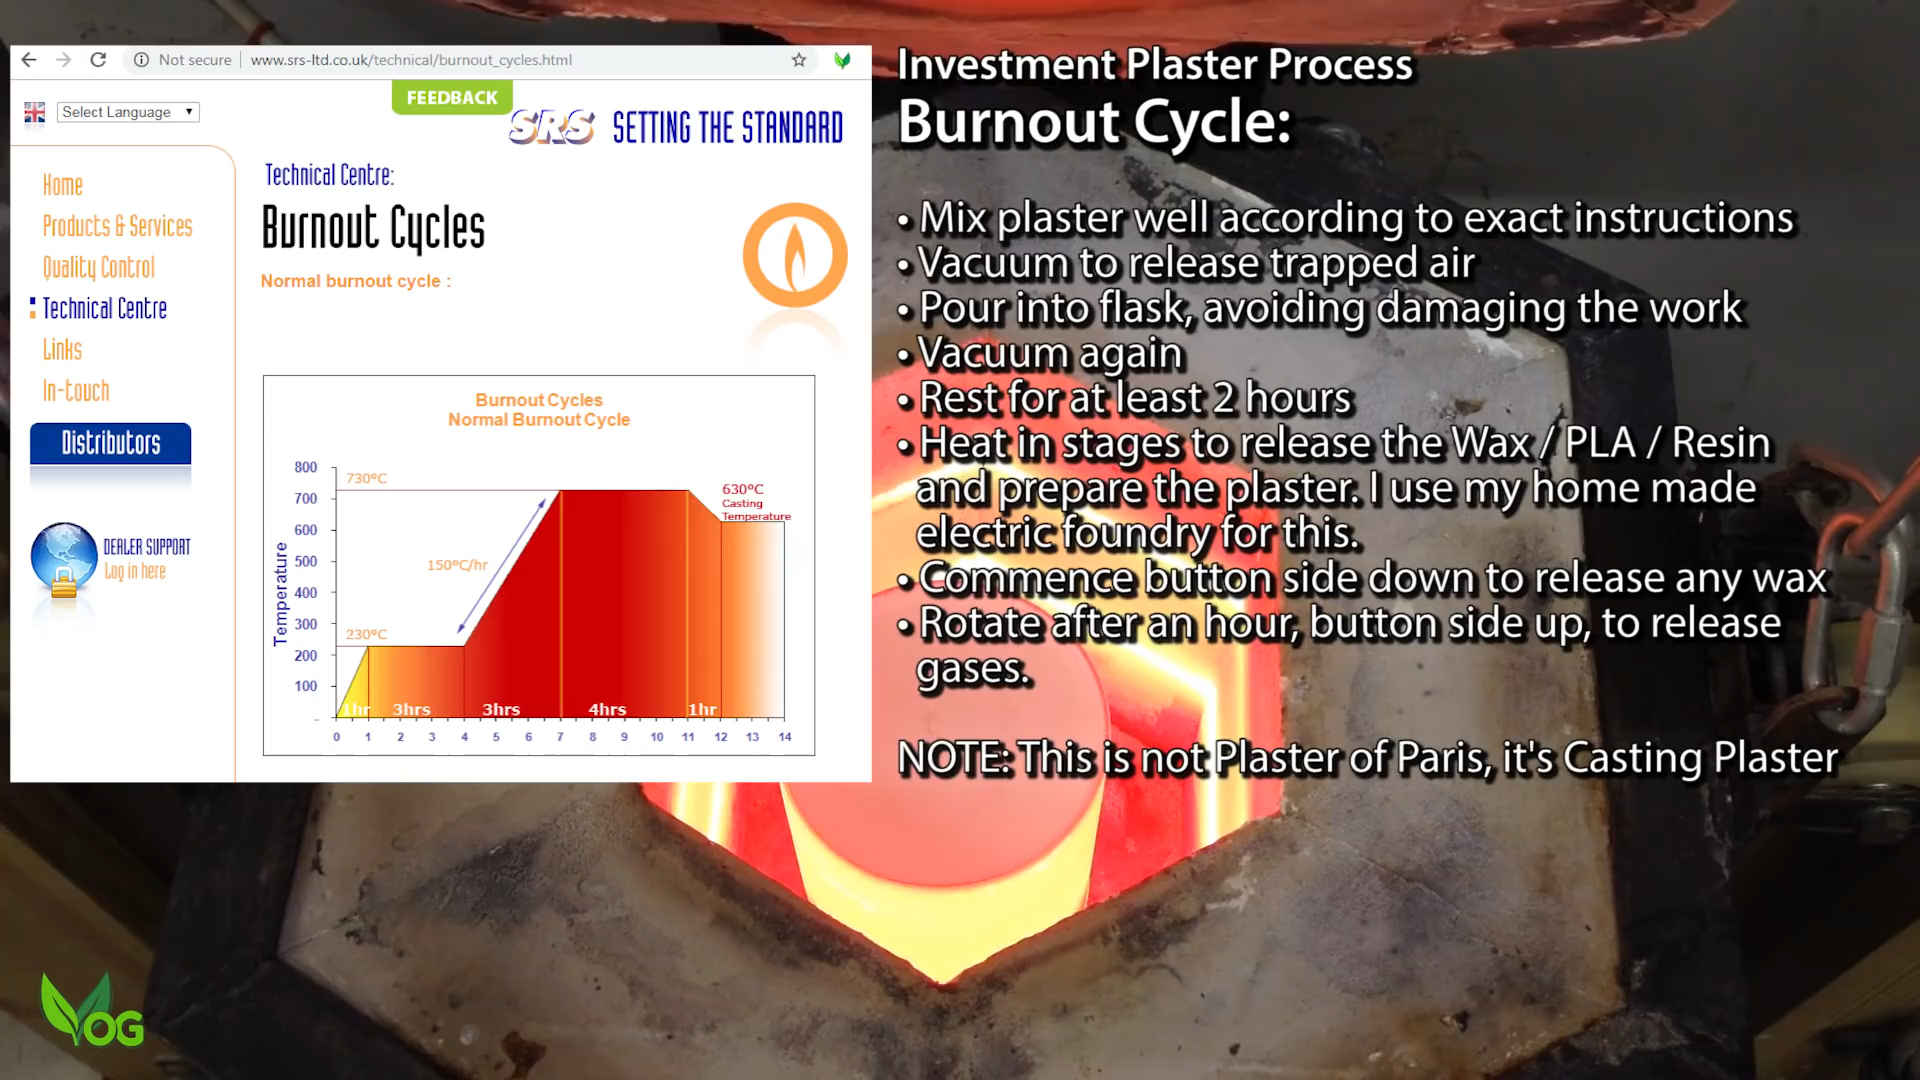 Not secure | www.srs-ltd.co.uk/technical/burnout_cycles.html
Select Language
FEEDBACK
SRS SETTING THE STANDARD
Home
Products & Services
Quality Control
Technical Centre
Links
In-touch
Distributors
DEALER SUPPORT
Log in here
Technical Centre:
Burnout Cycles
Normal burnout cycle :
Burnout Cycles
Normal Burnout Cycle
Temperature
800
700
600
500
400
300
200
100
-
730ºC
230ºC
150ºC/hr
630ºC
Casting
Temperature
1hr 3hrs 3hrs 4hrs 1hr
0 1 2 3 4 5 6 7 8 9 10 11 12 13 14
Investment Plaster Process
Burnout Cycle:
• Mix plaster well according to exact instructions
• Vacuum to release trapped air
• Pour into flask, avoiding damaging the work
• Vacuum again
• Rest for at least 2 hours
• Heat in stages to release the Wax / PLA / Resin
and prepare the plaster. I use my home made
electric foundry for this.
• Commence button side down to release any wax
• Rotate after an hour, button side up, to release
gases.
NOTE: This is not Plaster of Paris, it's Casting Plaster
VOG